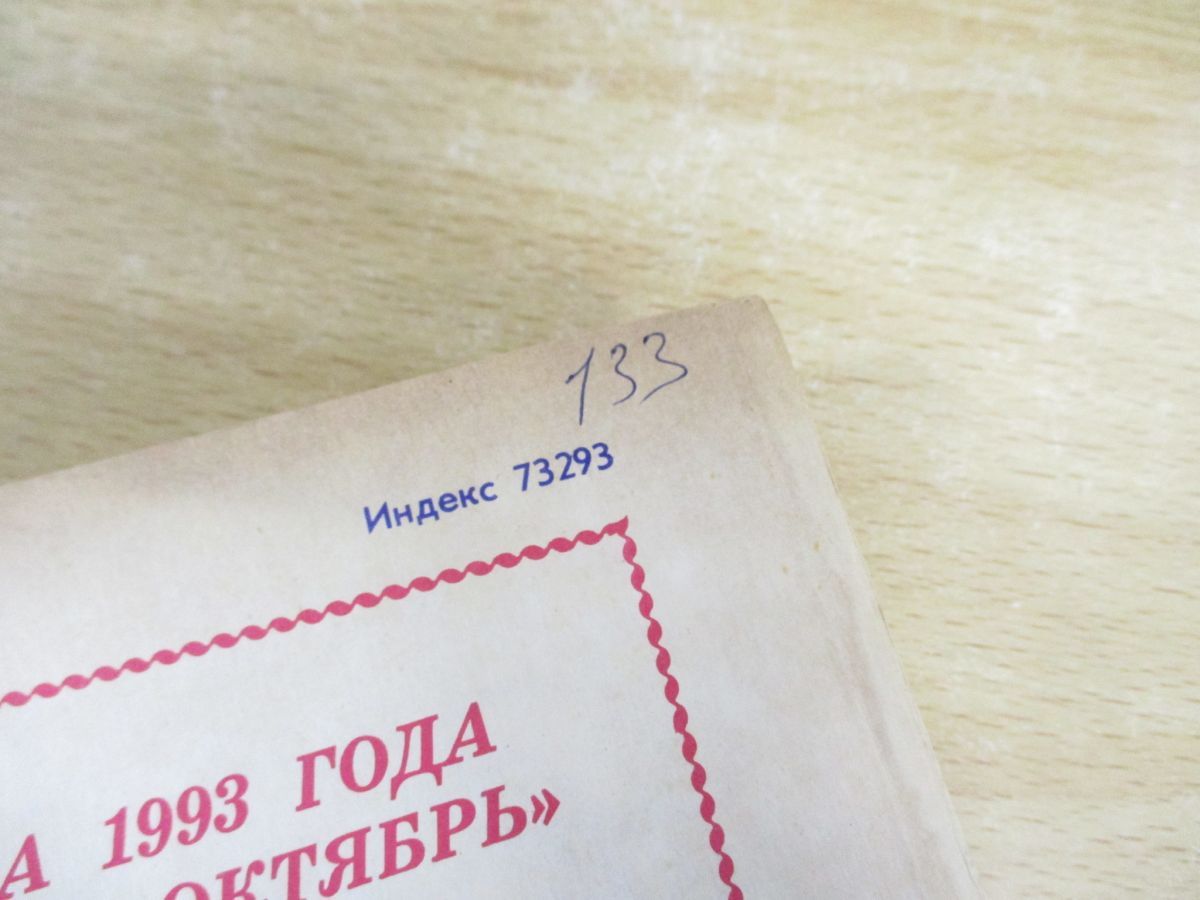 133
Индекс 73293
А 1993 ГОДА
ОКТЯБРЬ»